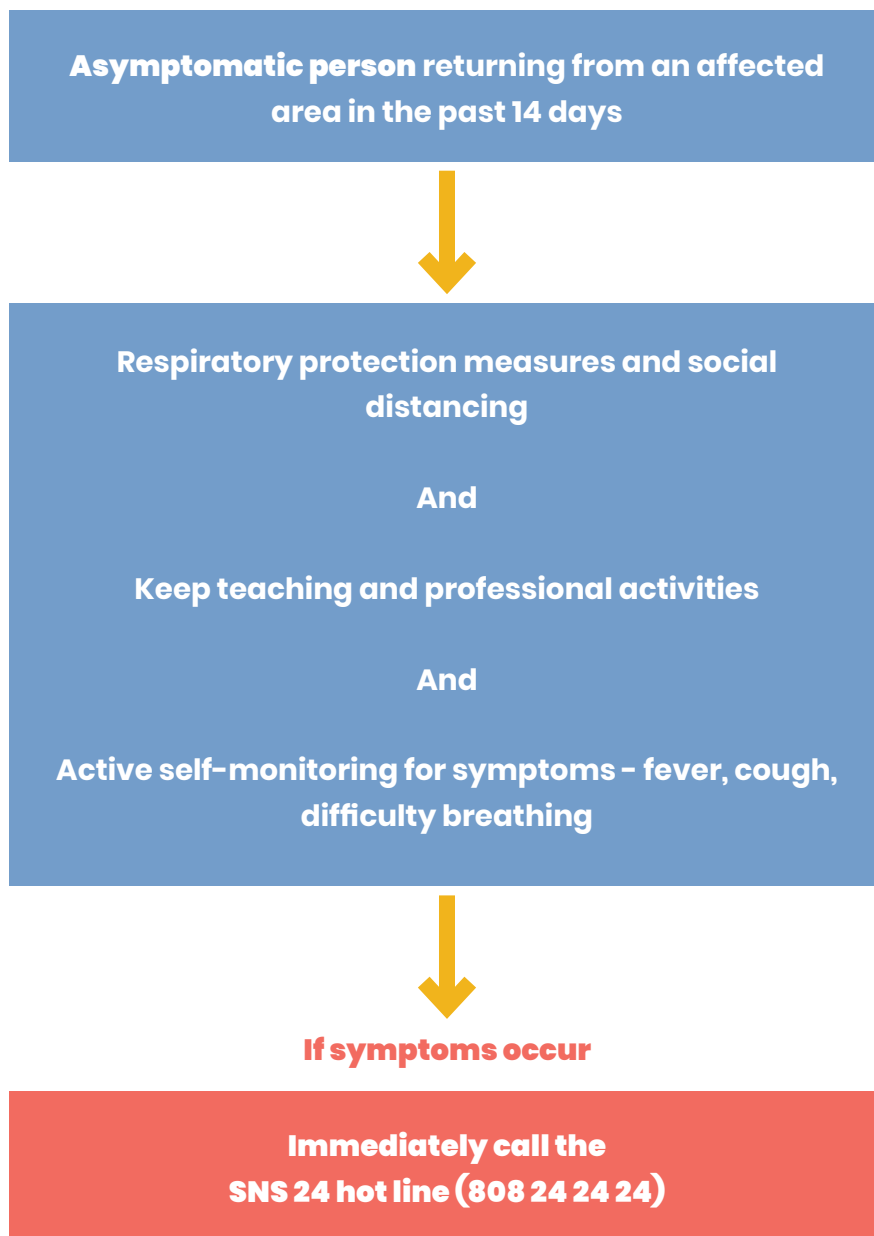 Asymptomatic person returning from an affected
area in the past 14 days
Respiratory protection measures and social
distancing
And
Keep teaching and professional activities
And
Active self-monitoring for symptoms - fever, cough,
difficulty breathing
If symptoms occur
Immediately call the
SNS 24 hot line (808 24 24 24)